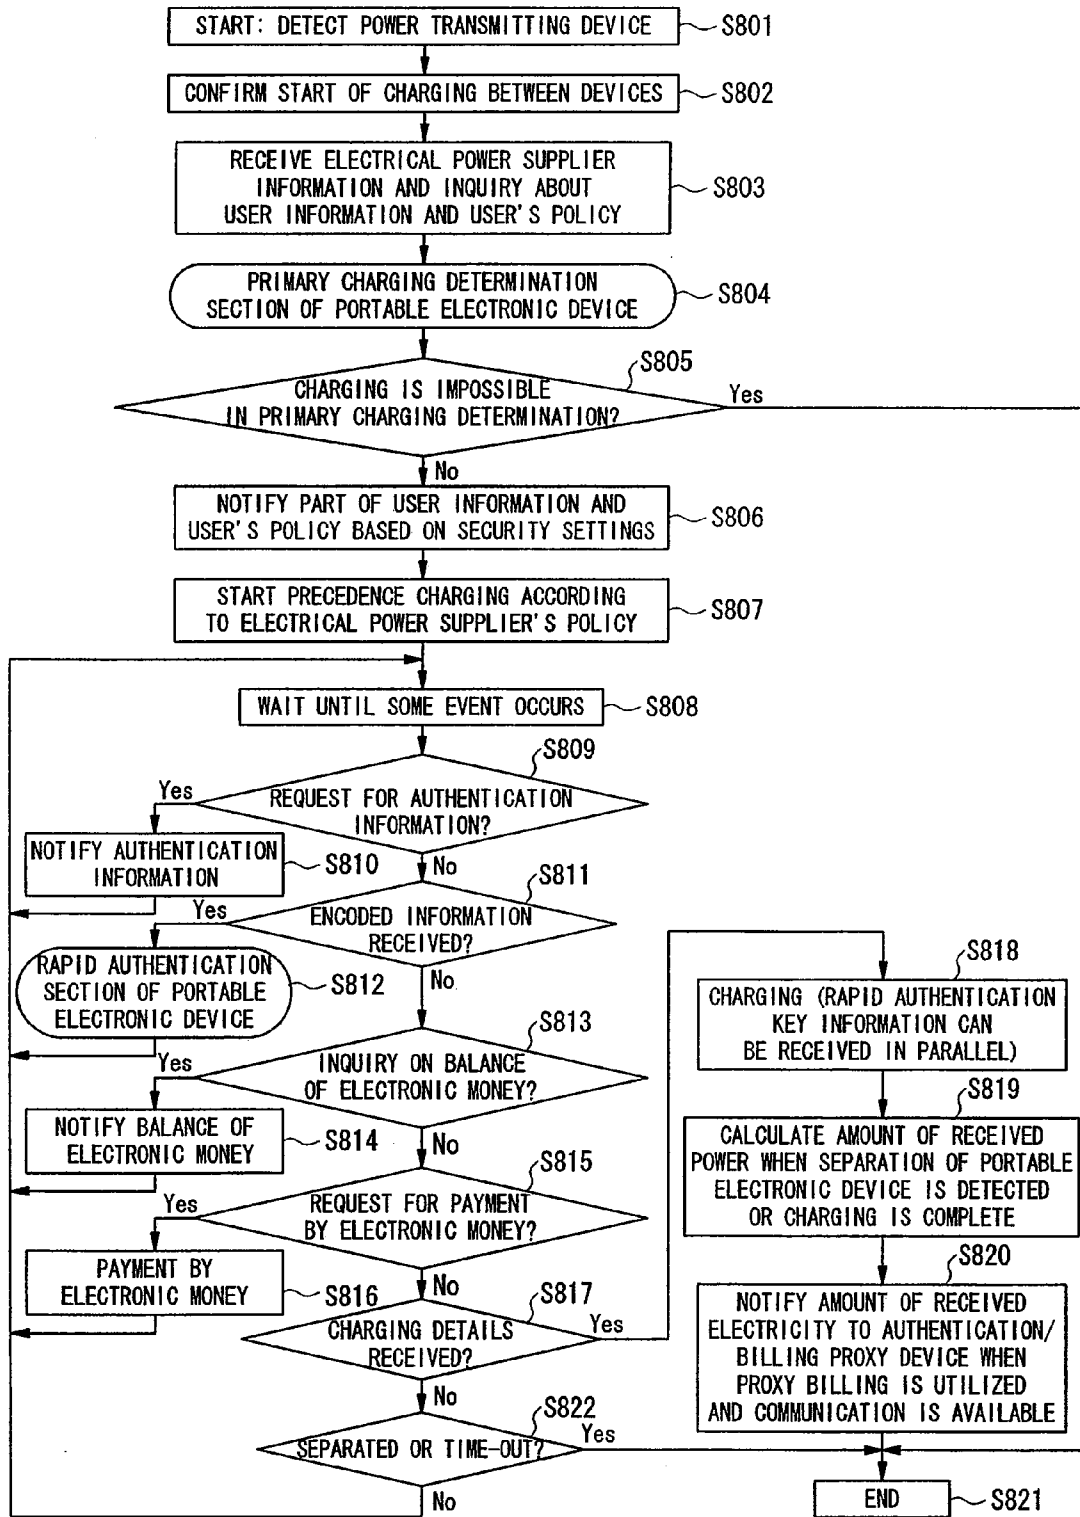 START: DETECT POWER TRANSMITTING DEVICE
S801
CONFIRM START OF CHARGING BETWEEN DEVICES
S802
RECEIVE ELECTRICAL POWER SUPPLIER
INFORMATION AND INQUIRY ABOUT
USER INFORMATION AND USER'S POLICY
S803
PRIMARY CHARGING DETERMINATION
SECTION OF PORTABLE ELECTRONIC DEVICE
S804
S805
CHARGING IS IMPOSSIBLE
IN PRIMARY CHARGING DETERMINATION?
Yes
No
NOTIFY PART OF USER INFORMATION AND
USER'S POLICY BASED ON SECURITY SETTINGS
S806
START PRECEDENCE CHARGING ACCORDING
TO ELECTRICAL POWER SUPPLIER'S POLICY
S807
WAIT UNTIL SOME EVENT OCCURS
S808
S809
REQUEST FOR AUTHENTICATION
INFORMATION?
Yes
No
NOTIFY AUTHENTICATION
INFORMATION
S810
S811
ENCODED INFORMATION
RECEIVED?
Yes
No
RAPID AUTHENTICATION
SECTION OF PORTABLE
ELECTRONIC DEVICE
S812
S813
INQUIRY ON BALANCE
OF ELECTRONIC MONEY?
Yes
No
NOTIFY BALANCE OF
ELECTRONIC MONEY
S814
S815
REQUEST FOR PAYMENT
BY ELECTRONIC MONEY?
Yes
No
PAYMENT BY
ELECTRONIC MONEY
S816
S817
CHARGING DETAILS
RECEIVED?
Yes
No
S822
SEPARATED OR TIME-OUT?
Yes
No
S818
CHARGING (RAPID AUTHENTICATION
KEY INFORMATION CAN
BE RECEIVED IN PARALLEL)
S819
CALCULATE AMOUNT OF RECEIVED
POWER WHEN SEPARATION OF PORTABLE
ELECTRONIC DEVICE IS DETECTED
OR CHARGING IS COMPLETE
S820
NOTIFY AMOUNT OF RECEIVED
ELECTRICITY TO AUTHENTICATION/
BILLING PROXY DEVICE WHEN
PROXY BILLING IS UTILIZED
AND COMMUNICATION IS AVAILABLE
END
S821